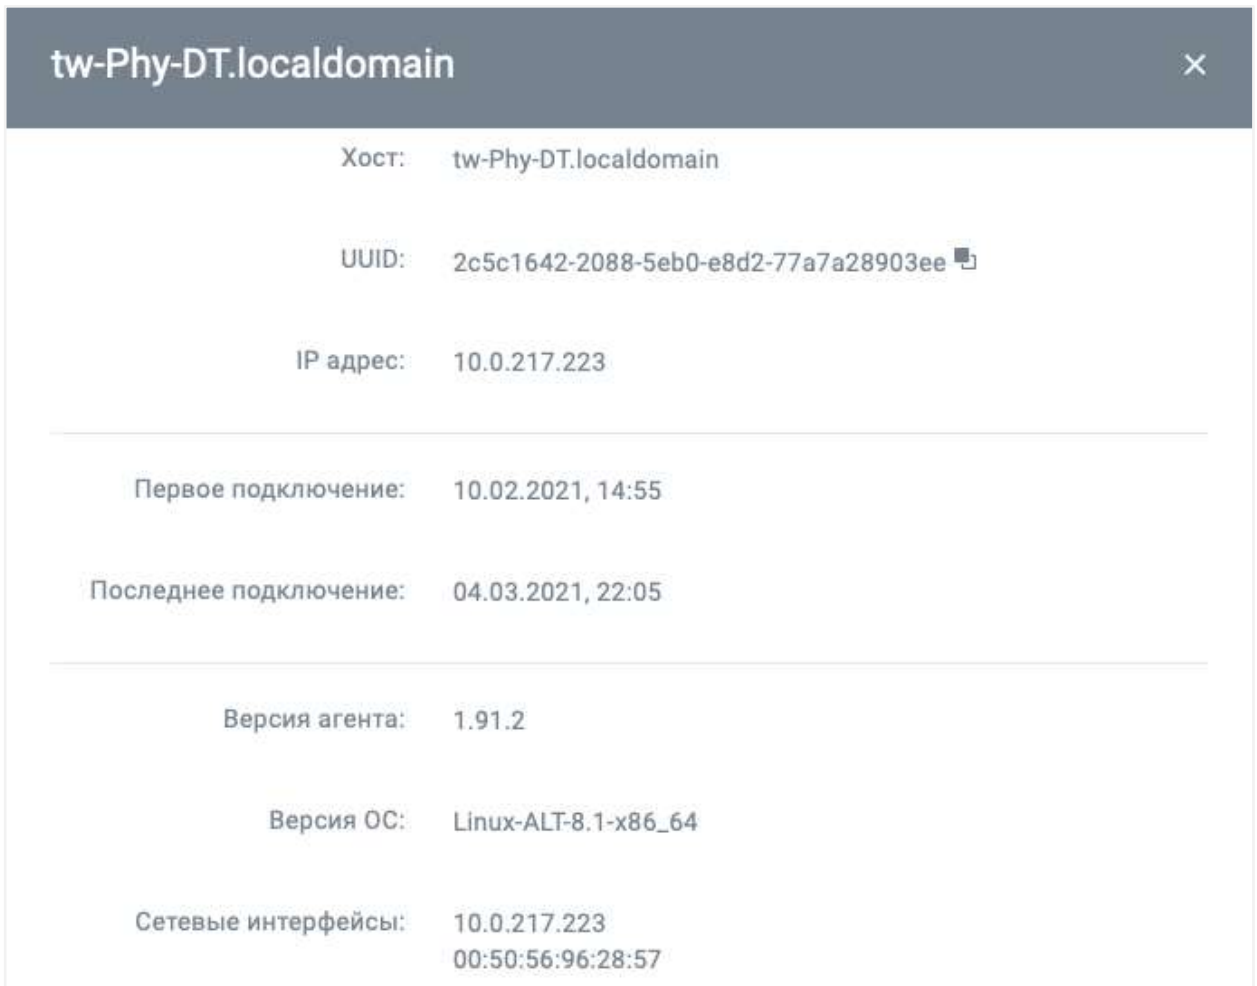 tw-Phy-DT.localdomain
Хост: tw-Phy-DT.localdomain
UUID: 2c5c1642-2088-5eb0-e8d2-77a7a28903ee
IP адрес: 10.0.217.223
Первое подключение: 10.02.2021, 14:55
Последнее подключение: 04.03.2021, 22:05
Версия агента: 1.91.2
Версия ОС: Linux-ALT-8.1-x86_64
Сетевые интерфейсы: 10.0.217.223
00:50:56:96:28:57